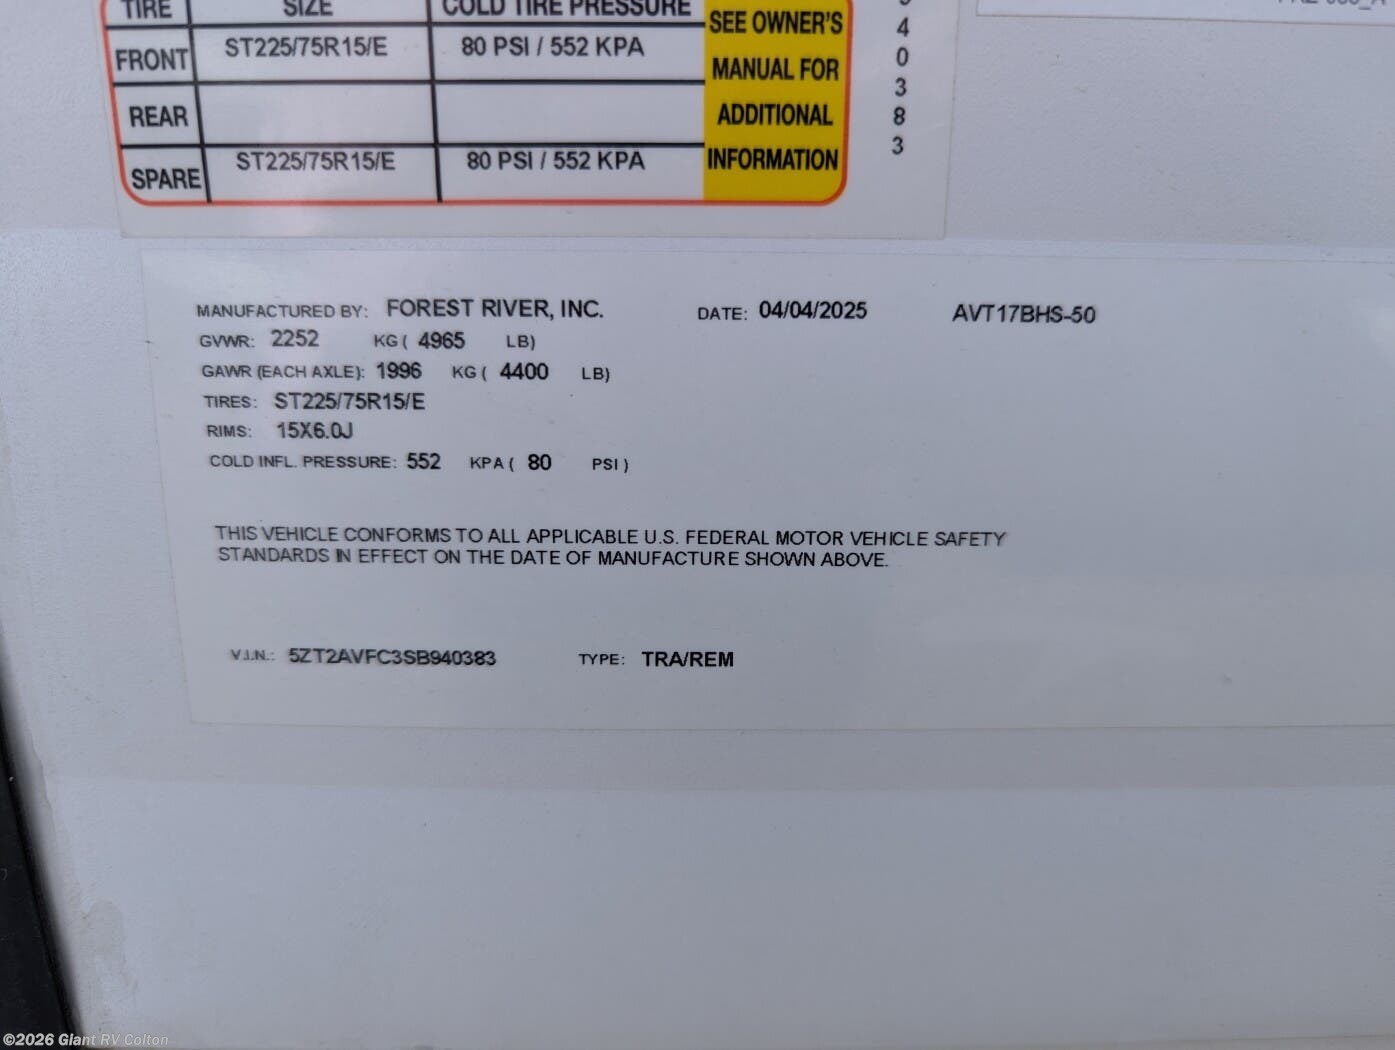 TIRE SIZE COLD TIRE PRESSURE
SEE OWNER'S
MANUAL FOR
ADDITIONAL
INFORMATION
FRONT ST225/75R15/E 80 PSI / 552 KPA
REAR
SPARE ST225/75R15/E 80 PSI / 552 KPA
4
0
3
8
3
MANUFACTURED BY: FOREST RIVER, INC. DATE: 04/04/2025 AVT17BHS-50
GVWR: 2252 KG ( 4965 LB)
GAWR (EACH AXLE): 1996 KG ( 4400 LB)
TIRES: ST225/75R15/E
RIMS: 15X6.0J
COLD INFL. PRESSURE: 552 KPA ( 80 PSI )
THIS VEHICLE CONFORMS TO ALL APPLICABLE U.S. FEDERAL MOTOR VEHICLE SAFETY
STANDARDS IN EFFECT ON THE DATE OF MANUFACTURE SHOWN ABOVE.
V.I.N.: 5ZT2AVFC3SB940383 TYPE: TRA/REM
©2026 Giant RV Colton